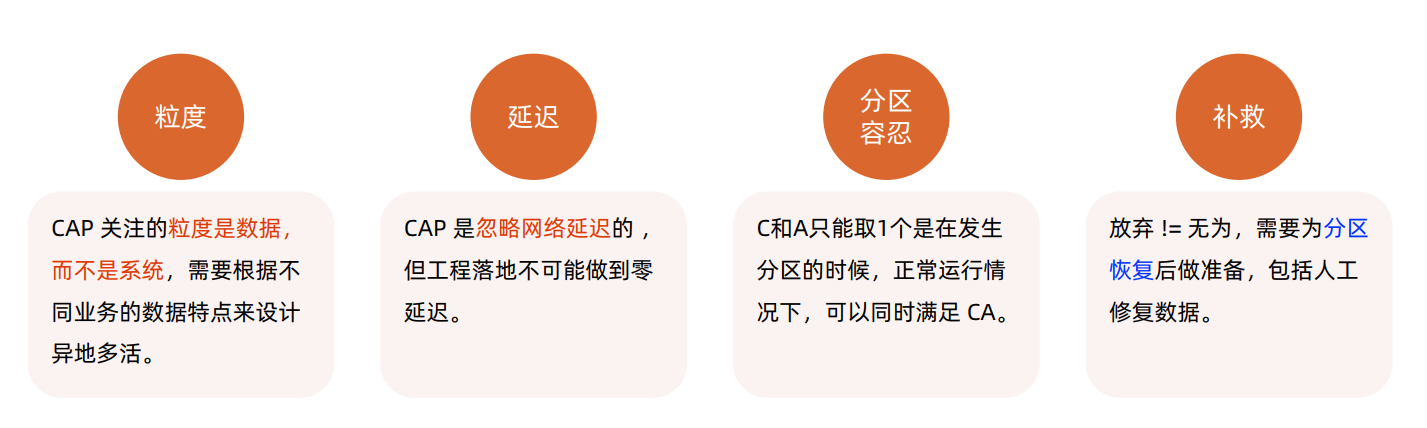 粒度
CAP 关注的粒度是数据，
而不是系统，需要根据不
同业务的数据特点来设计
异地多活。
延迟
CAP 是忽略网络延迟的，
但工程落地不可能做到零
延迟。
分区
容忍
C和A只能取1个是在发生
分区的时候，正常运行情
况下，可以同时满足 CA。
补救
放弃 != 无为，需要为分区
恢复后做准备，包括人工
修复数据。